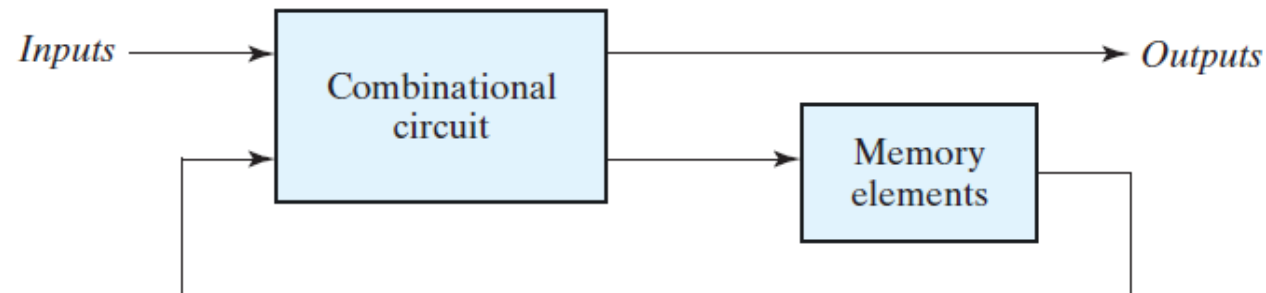 Inputs
Combinational
circuit
Outputs
Memory
elements